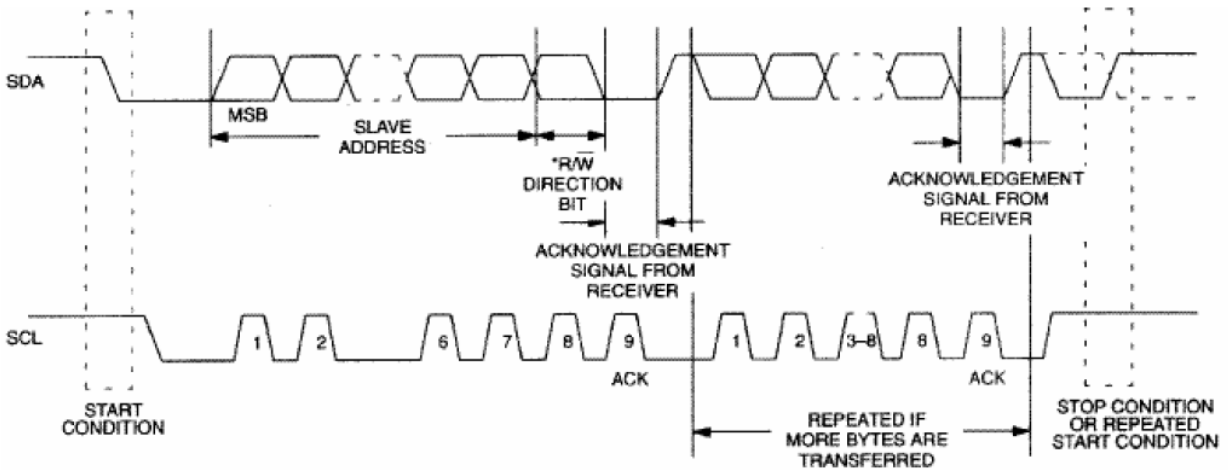 SDA
MSB
SLAVE
ADDRESS
*R/W̅
DIRECTION
BIT
ACKNOWLEDGEMENT
SIGNAL FROM
RECEIVER
ACKNOWLEDGEMENT
SIGNAL FROM
RECEIVER
SCL
1 2 6 7 8 9 1 2 3–8 8 9
ACK
ACK
START
CONDITION
REPEATED IF
MORE BYTES ARE
TRANSFERRED
STOP CONDITION
OR REPEATED
START CONDITION